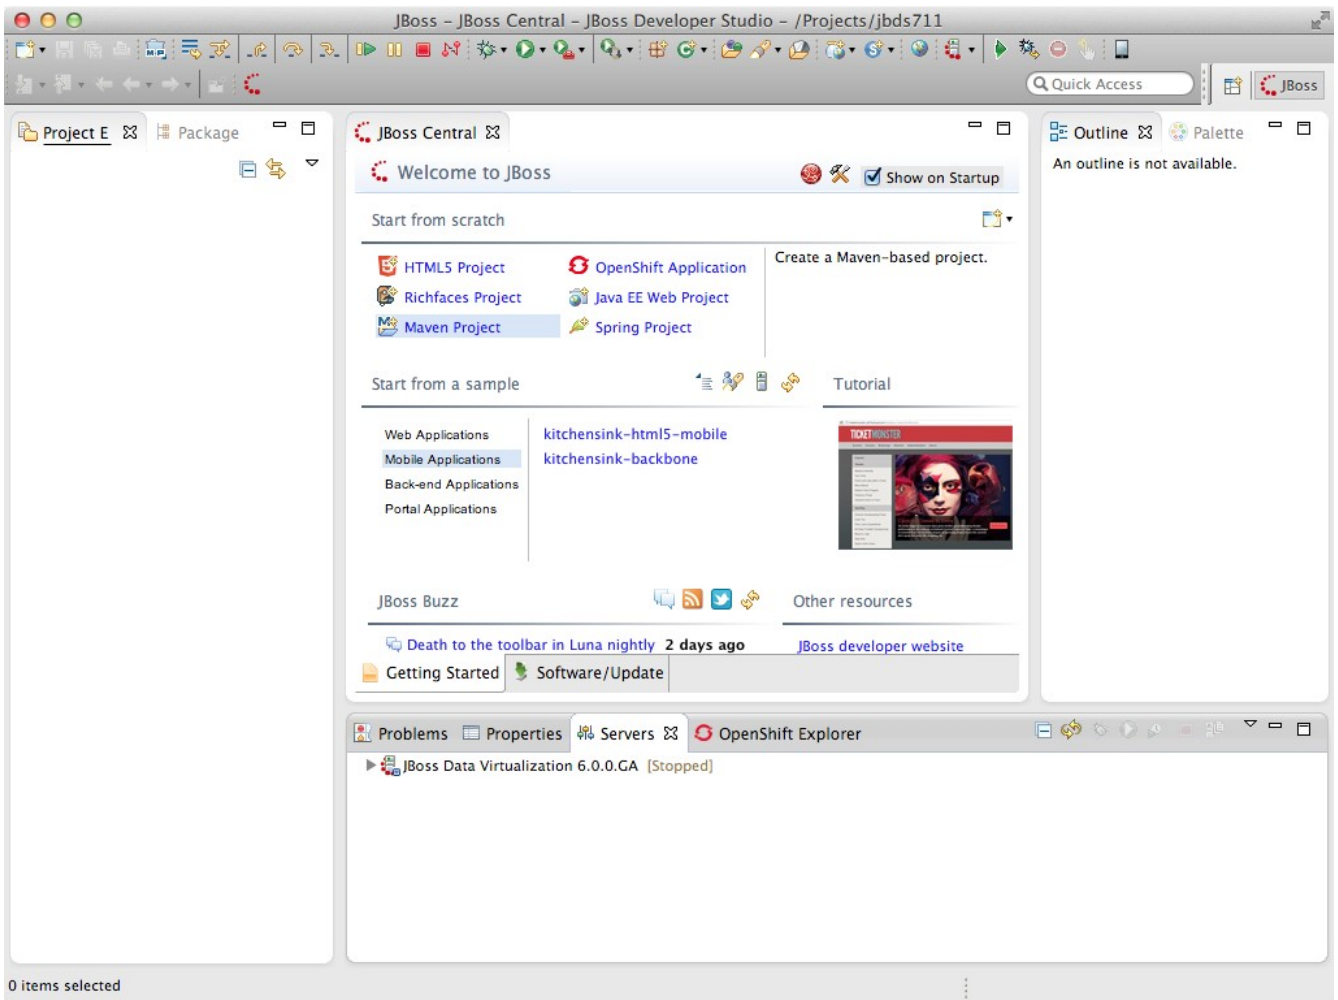 JBoss – JBoss Central – JBoss Developer Studio – /Projects/jbds711
Quick Access
JBoss
Project E
Package
JBoss Central
Outline
Palette
An outline is not available.
Welcome to JBoss
Show on Startup
Start from scratch
HTML5 Project
OpenShift Application
Create a Maven-based project.
Richfaces Project
Java EE Web Project
Maven Project
Spring Project
Start from a sample
Tutorial
Web Applications
kitchensink-html5-mobile
Mobile Applications
kitchensink-backbone
Back-end Applications
Portal Applications
TICKET MONSTER
JBoss Buzz
Other resources
Death to the toolbar in Luna nightly 2 days ago
JBoss developer website
Getting Started
Software/Update
Problems
Properties
Servers
OpenShift Explorer
JBoss Data Virtualization 6.0.0.GA [Stopped]
0 items selected